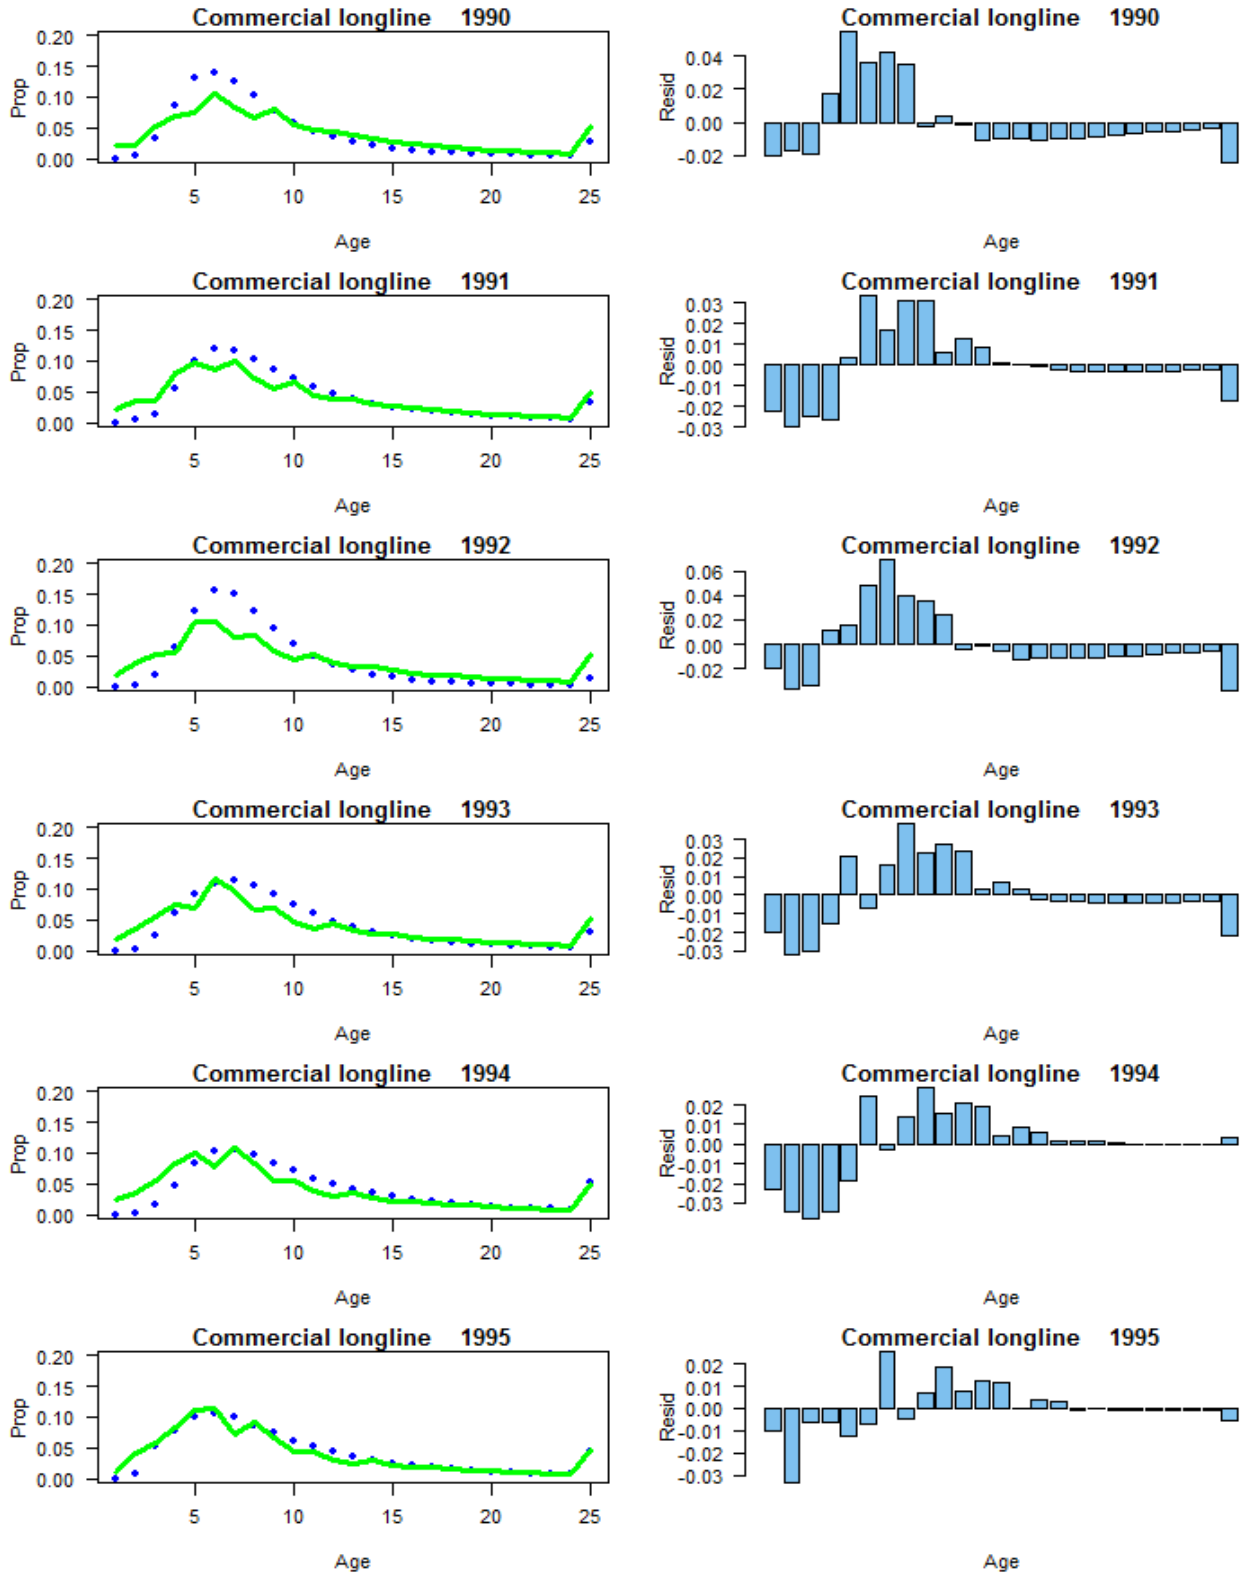 Commercial longline 1990
Prop
0.20
0.15
0.10
0.05
0.00
5 10 15 20 25
Age
Commercial longline 1990
Resid
0.04
0.02
0.00
-0.02
Age
Commercial longline 1991
Prop
0.20
0.15
0.10
0.05
0.00
5 10 15 20 25
Age
Commercial longline 1991
Resid
0.03
0.02
0.01
0.00
-0.01
-0.02
-0.03
Age
Commercial longline 1992
Prop
0.20
0.15
0.10
0.05
0.00
5 10 15 20 25
Age
Commercial longline 1992
Resid
0.06
0.04
0.02
0.00
-0.02
Age
Commercial longline 1993
Prop
0.20
0.15
0.10
0.05
0.00
5 10 15 20 25
Age
Commercial longline 1993
Resid
0.03
0.02
0.01
0.00
-0.01
-0.02
-0.03
Age
Commercial longline 1994
Prop
0.20
0.15
0.10
0.05
0.00
5 10 15 20 25
Age
Commercial longline 1994
Resid
0.02
0.01
0.00
-0.01
-0.02
-0.03
Age
Commercial longline 1995
Prop
0.20
0.15
0.10
0.05
0.00
5 10 15 20 25
Age
Commercial longline 1995
Resid
0.02
0.01
0.00
-0.01
-0.02
-0.03
Age